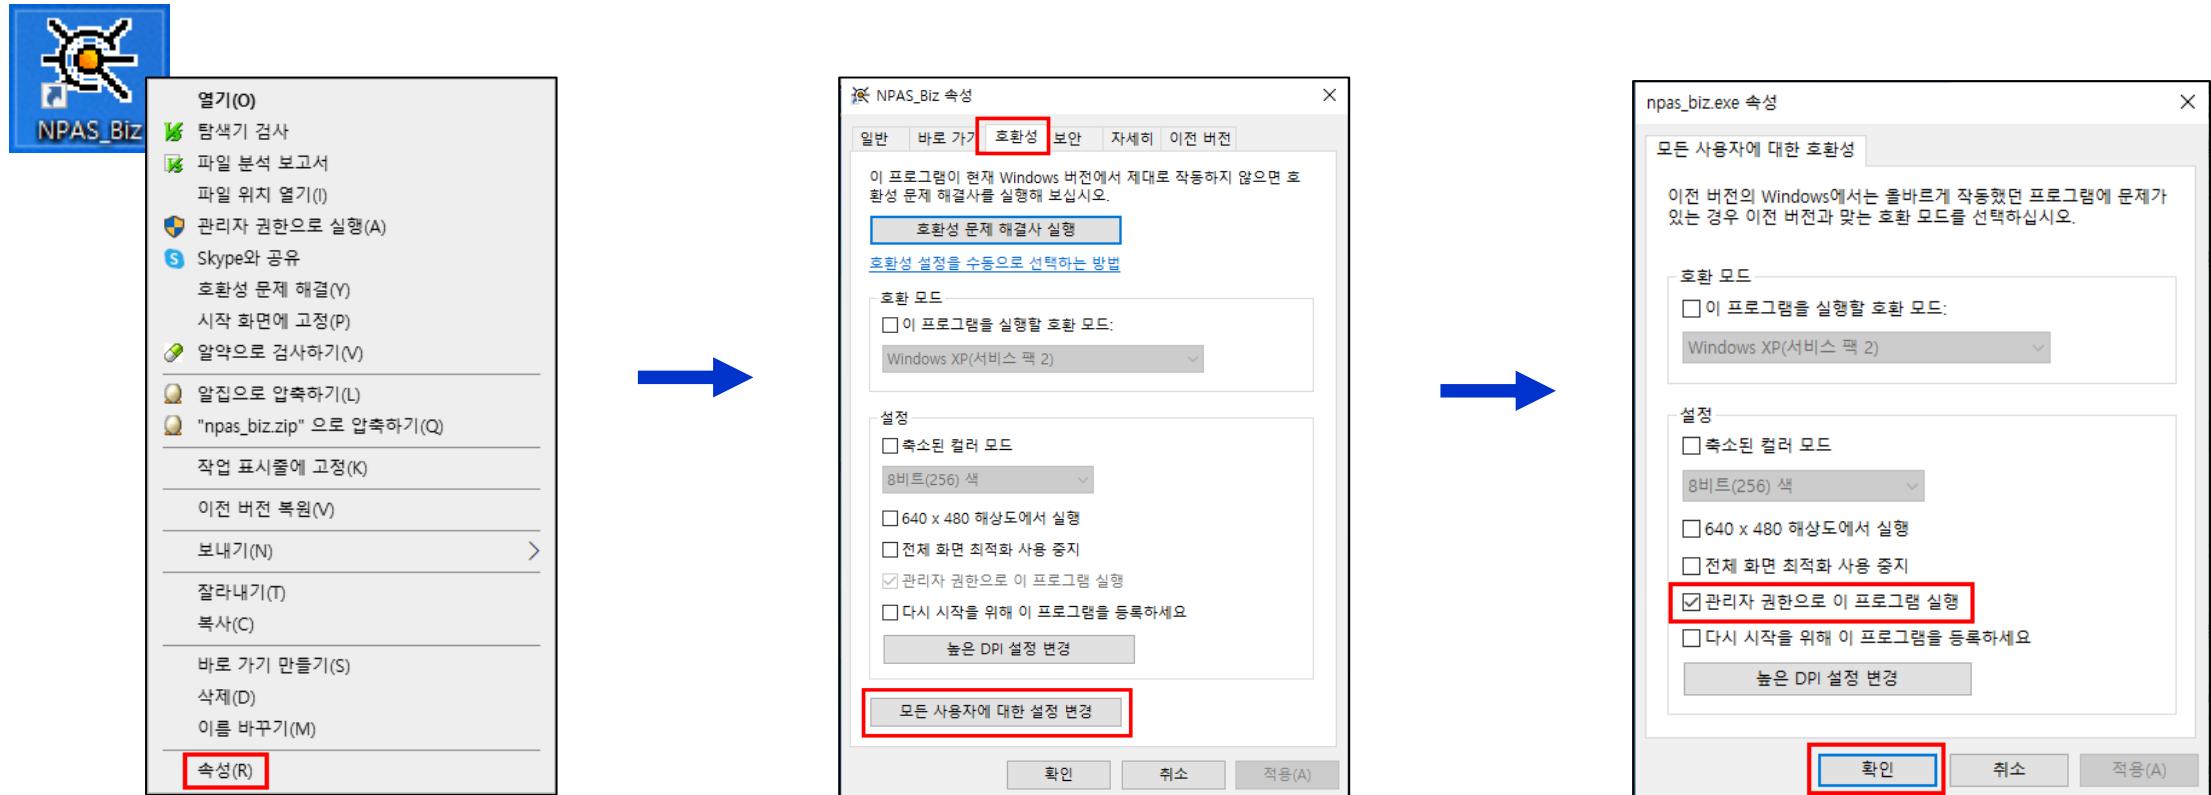 NPAS_Biz
열기(O)
탐색기 검사
파일 분석 보고서
파일 위치 열기(I)
관리자 권한으로 실행(A)
Skype와 공유
호환성 문제 해결(Y)
시작 화면에 고정(P)
알약으로 검사하기(V)
알집으로 압축하기(L)
"npas_biz.zip" 으로 압축하기(Q)
작업 표시줄에 고정(K)
이전 버전 복원(V)
보내기(N)
잘라내기(T)
복사(C)
바로 가기 만들기(S)
삭제(D)
이름 바꾸기(M)
속성(R)
NPAS_Biz 속성
일반 바로 가기 호환성 보안 자세히 이전 버전
이 프로그램이 현재 Windows 버전에서 제대로 작동하지 않으면 호
환성 문제 해결사를 실행해 보십시오.
호환성 문제 해결사 실행
호환성 설정을 수동으로 선택하는 방법
호환 모드
이 프로그램을 실행할 호환 모드:
Windows XP(서비스 팩 2)
설정
축소된 컬러 모드
8비트(256) 색
640 x 480 해상도에서 실행
전체 화면 최적화 사용 중지
관리자 권한으로 이 프로그램 실행
다시 시작을 위해 이 프로그램을 등록하세요
높은 DPI 설정 변경
모든 사용자에 대한 설정 변경
확인 취소 적용(A)
npas_biz.exe 속성
모든 사용자에 대한 호환성
이전 버전의 Windows에서는 올바르게 작동했던 프로그램에 문제가
있는 경우 이전 버전과 맞는 호환 모드를 선택하십시오.
호환 모드
이 프로그램을 실행할 호환 모드:
Windows XP(서비스 팩 2)
설정
축소된 컬러 모드
8비트(256) 색
640 x 480 해상도에서 실행
전체 화면 최적화 사용 중지
관리자 권한으로 이 프로그램 실행
다시 시작을 위해 이 프로그램을 등록하세요
높은 DPI 설정 변경
확인 취소 적용(A)